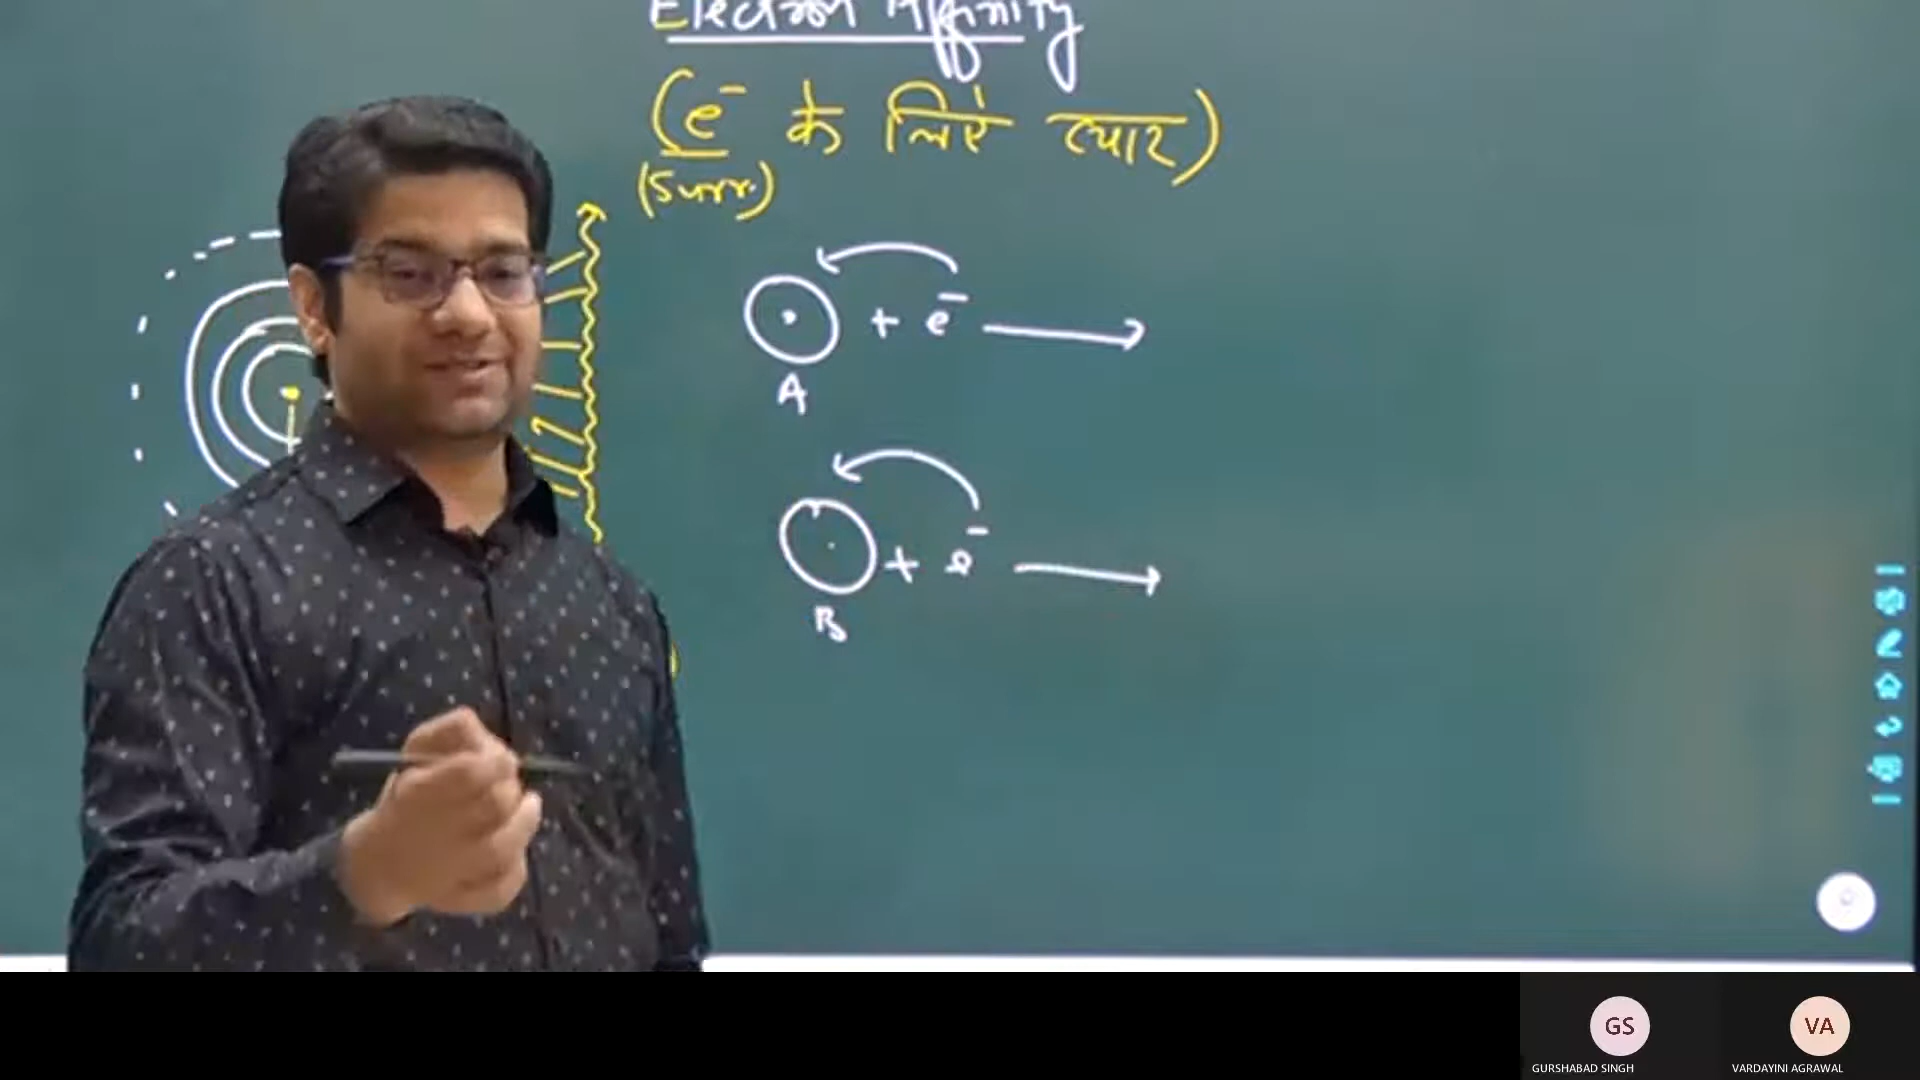 Electron Affinity
(e⁻ के लिए त्यार)
(Surr.)
+ e⁻ ⟶
A
+ e⁻ ⟶
B
GS
VA
GURSHABAD SINGH
VARDAYINI AGRAWAL